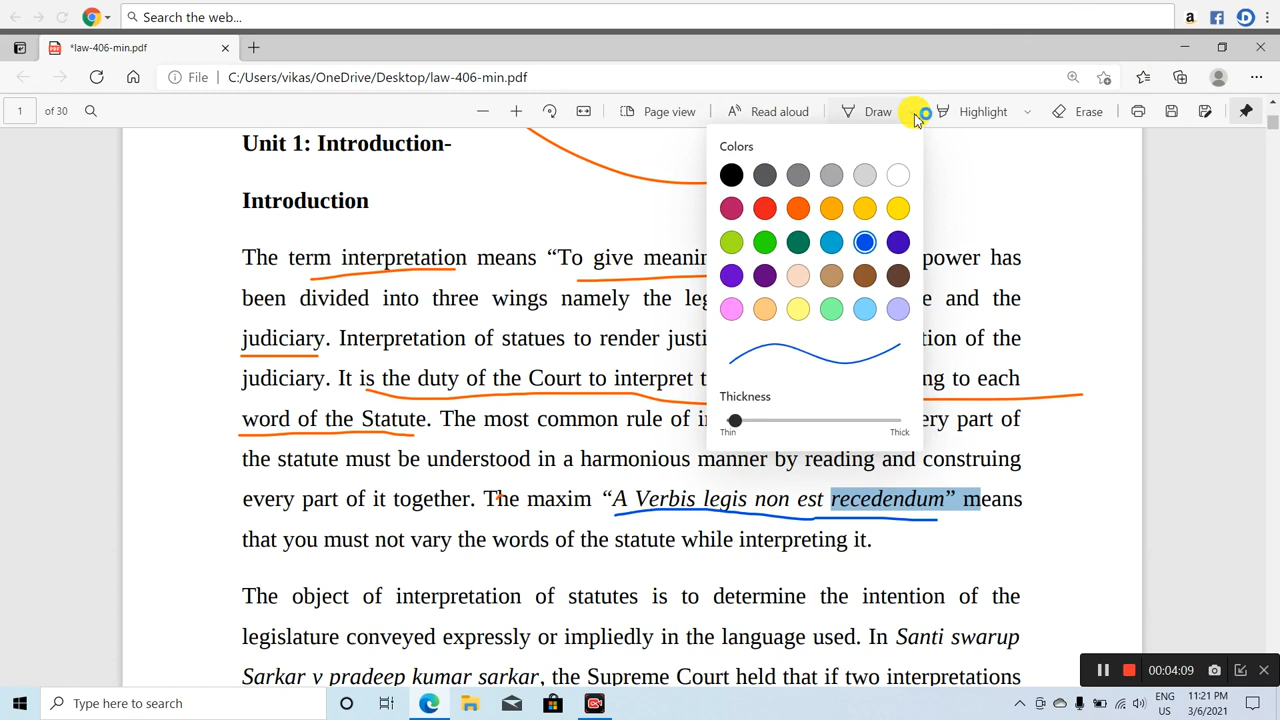 Search the web...
*law-406-min.pdf
File C:/Users/vikas/OneDrive/Desktop/law-406-min.pdf
1 of 30 Page view Read aloud Draw Highlight Erase
Unit 1: Introduction-
Introduction
The term interpretation means “To give meanin power has
been divided into three wings namely the leg e and the
judiciary. Interpretation of statues to render justi tion of the
judiciary. It is the duty of the Court to interpret t ng to each
word of the Statute. The most common rule of i ery part of
the statute must be understood in a harmonious manner by reading and construing
every part of it together. The maxim “A Verbis legis non est recedendum” means
that you must not vary the words of the statute while interpreting it.
The object of interpretation of statutes is to determine the intention of the
legislature conveyed expressly or impliedly in the language used. In Santi swarup
Sarkar v pradeep kumar sarkar, the Supreme Court held that if two interpretations
Colors
Thickness
Thin Thick
00:04:09
Type here to search
ENG
US
11:21 PM
3/6/2021